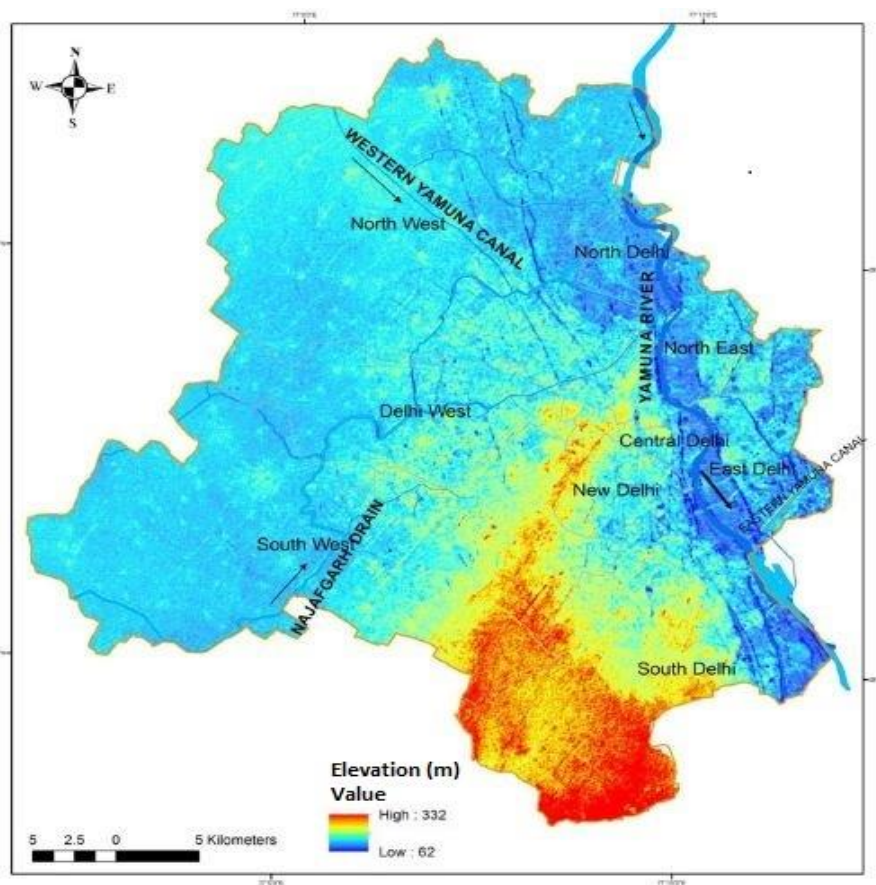 N
W E
S
WESTERN YAMUNA CANAL
North West
North Delhi
YAMUNA RIVER
North East
Delhi West
Central Delhi
East Delhi
EASTERN YAMUNA CANAL
New Delhi
South West
NAJAFGARH DRAIN
South Delhi
Elevation (m)
Value
High : 332
Low : 62
5 2.5 0 5 Kilometers